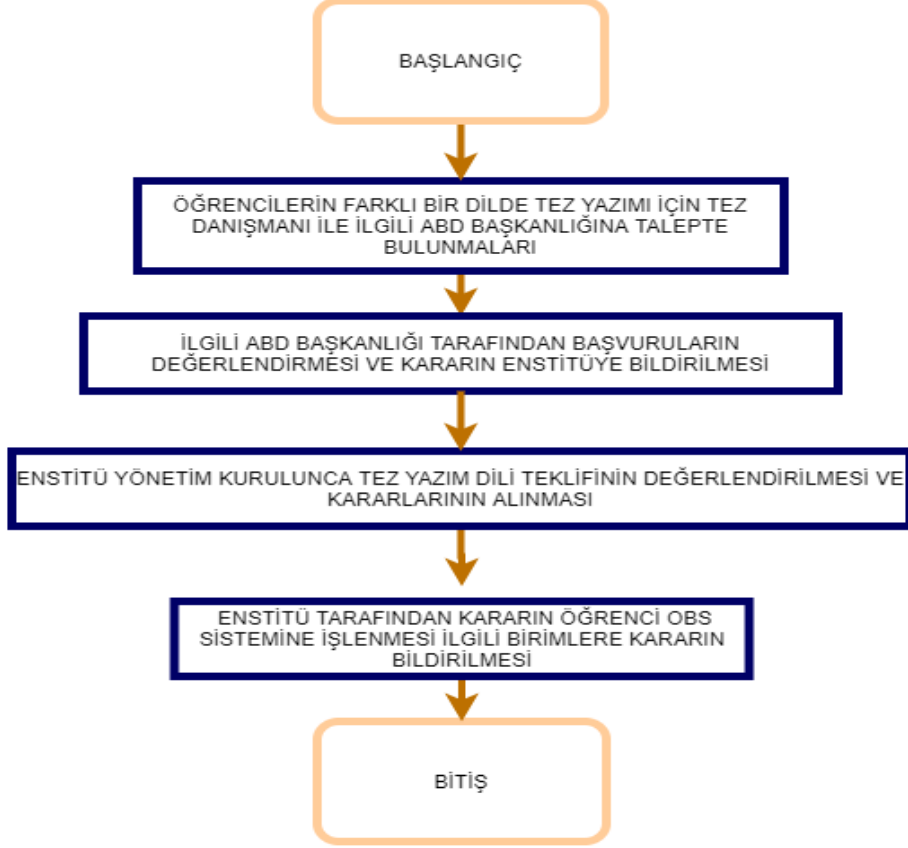 BAŞLANGIÇ
ÖĞRENCİLERİN FARKLI BİR DİLDE TEZ YAZIMI İÇİN TEZ
DANIŞMANI İLE İLGİLİ ABD BAŞKANLIĞINA TALEPTE
BULUNMALARI
İLGİLİ ABD BAŞKANLIĞI TARAFINDAN BAŞVURULARIN
DEĞERLENDİRMESİ VE KARARIN ENSTİTÜYE BİLDİRİLMESİ
ENSTİTÜ YÖNETİM KURULUNCA TEZ YAZIM DİLİ TEKLİFİNİN DEĞERLENDİRİLMESİ VE
KARARLARININ ALINMASI
ENSTİTÜ TARAFINDAN KARARIN ÖĞRENCİ OBS
SİSTEMİNE İŞLENMESİ İLGİLİ BİRİMLERE KARARIN
BİLDİRİLMESİ
BİTİŞ